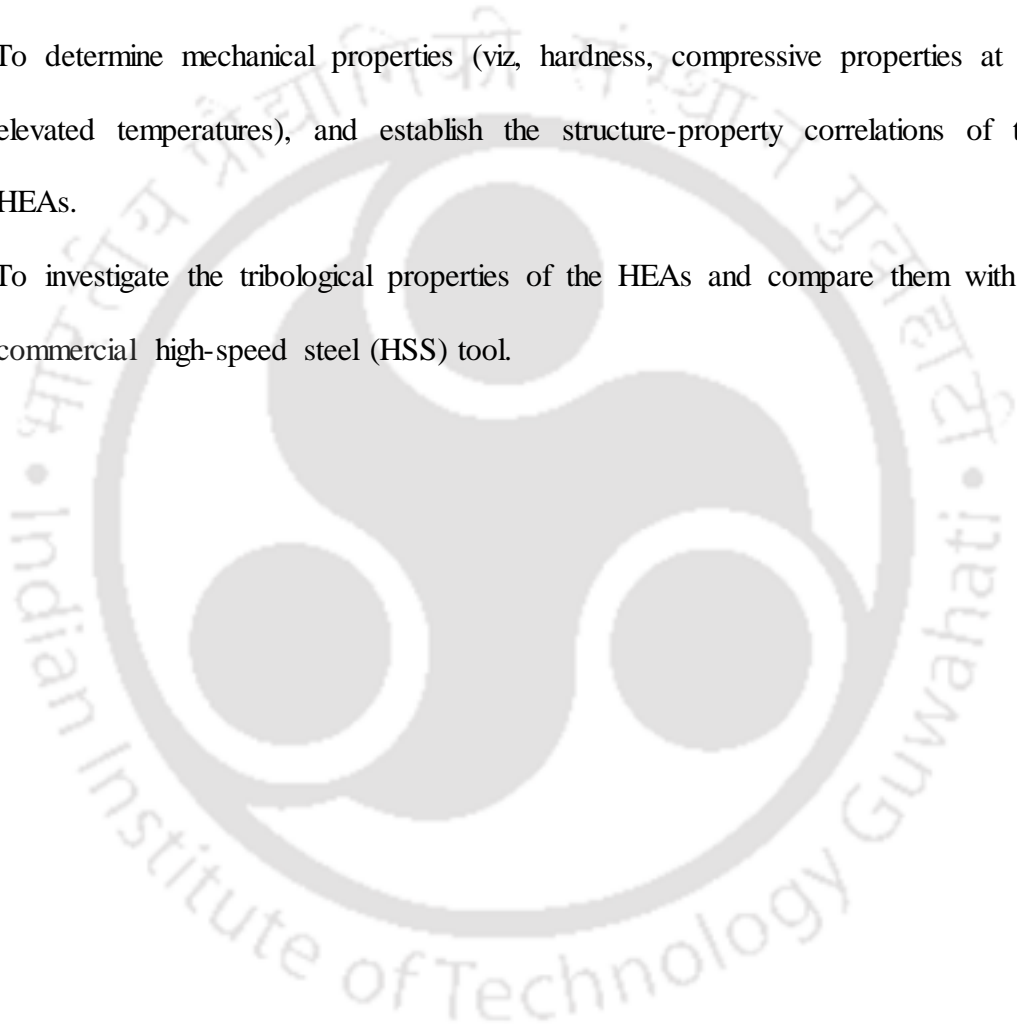 To determine mechanical properties (viz, hardness, compressive properties at
elevated temperatures), and establish the structure-property correlations of t
HEAs.
To investigate the tribological properties of the HEAs and compare them with
commercial high-speed steel (HSS) tool.
भारतीय प्रौद्योगिकी संस्थान गुवाहाटी
• Indian Institute of Technology Guwahati •